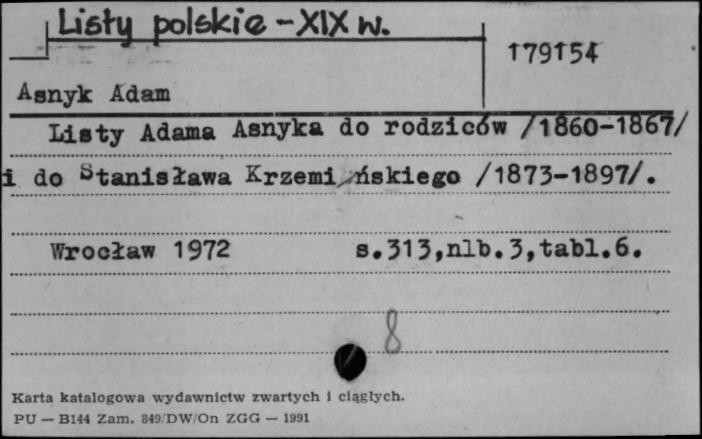 Listy polskie - XIX w.
179154
Asnyk Adam
Listy Adama Asnyka do rodziców /1860-1867/
i do Stanisława Krzemińskiego /1873-1897/.
Wrocław 1972 s.313,nlb.3,tabl.6.
8
Karta katalogowa wydawnictw zwartych i ciągłych.
PU — B144 Zam. 849/DW/On ZGG — 1991